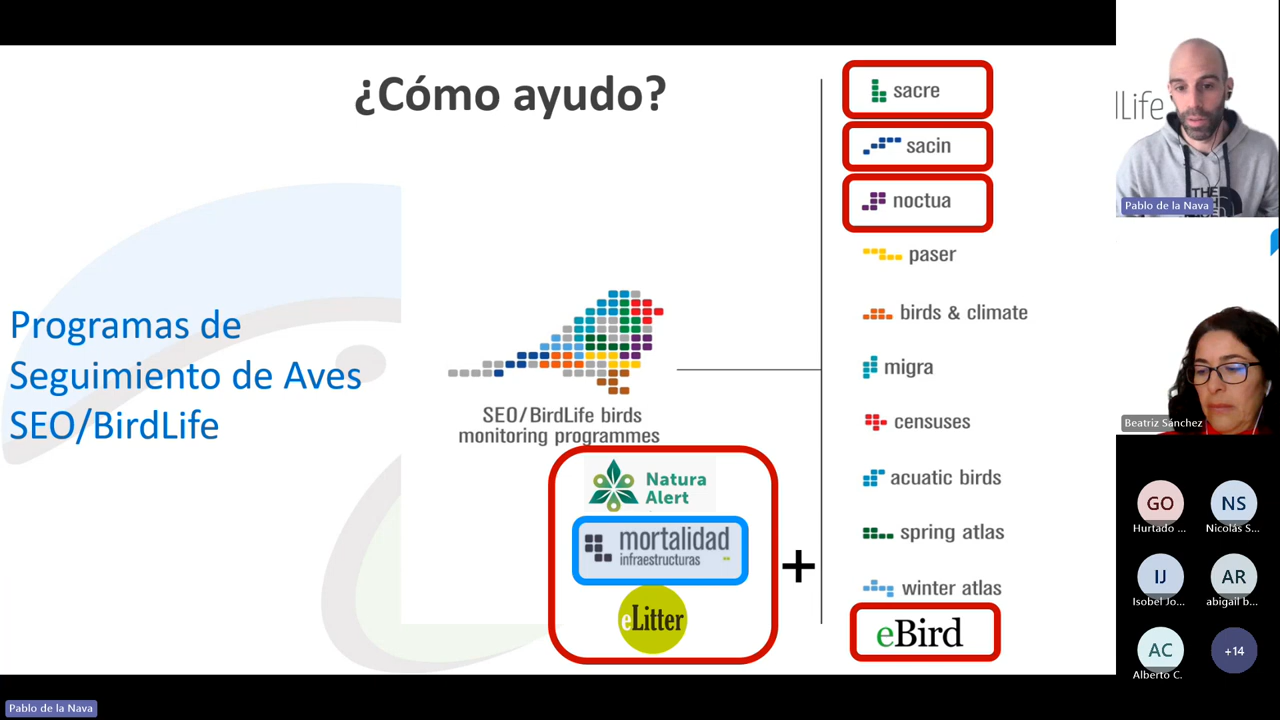 ¿Cómo ayudo?
Programas de
Seguimiento de Aves
SEO/BirdLife
SEO/BirdLife birds
monitoring programmes
Natura
Alert
mortalidad
infraestructuras
eLitter
+
sacre
sacin
noctua
paser
birds & climate
migra
censuses
acuatic birds
spring atlas
winter atlas
eBird
dLife
THE
Pablo de la Nava
Beatriz Sánchez
GO
Hurtado ...
NS
Nicolás S...
IJ
Isobel Jo...
AR
abigail b...
AC
Alberto C.
+14
Pablo de la Nava